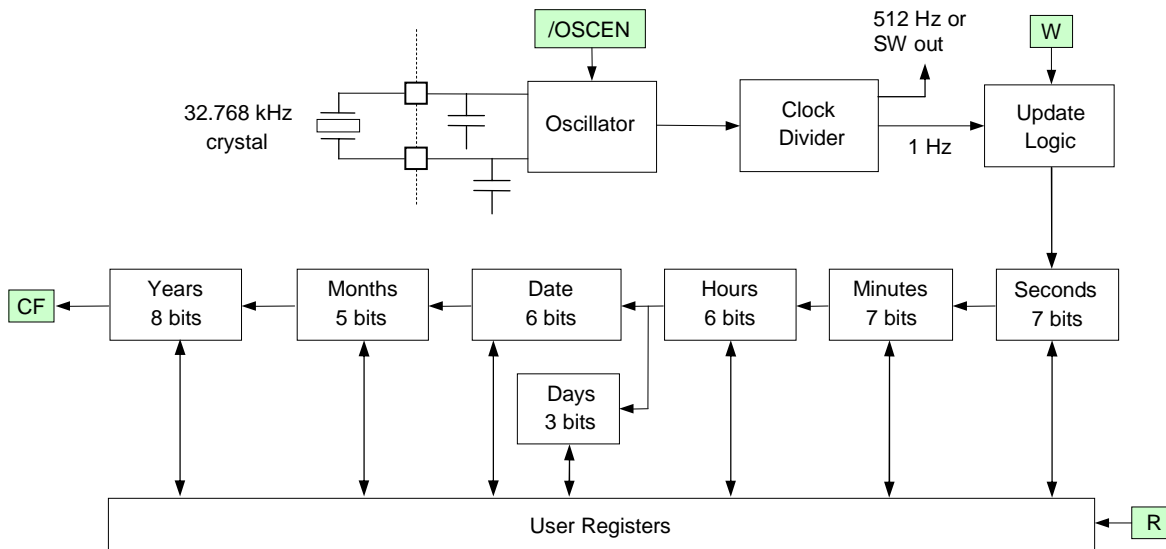 /OSCEN
512 Hz or
SW out
W
32.768 kHz
crystal
Oscillator
Clock
Divider
1 Hz
Update
Logic
CF
Years
8 bits
Months
5 bits
Date
6 bits
Hours
6 bits
Minutes
7 bits
Seconds
7 bits
Days
3 bits
User Registers
R